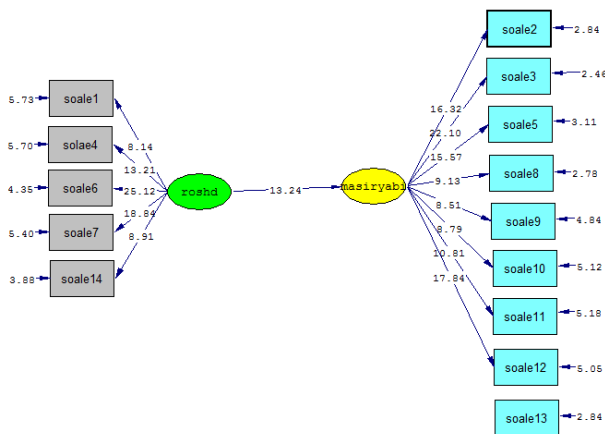 soale1
5.73
solae4
5.70
soale6
4.35
soale7
5.40
soale14
3.88
8.14
13.21
25.12
18.84
8.91
roshd
13.24
masiryabi
16.32
22.10
15.57
9.13
8.51
8.79
10.81
17.84
soale2
2.84
soale3
2.46
soale5
3.11
soale8
2.78
soale9
4.84
soale10
5.12
soale11
5.18
soale12
5.05
soale13
2.84